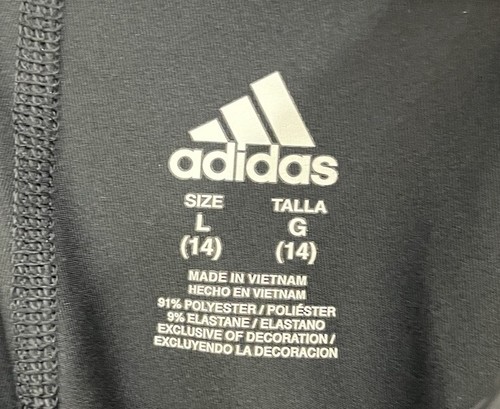 adidas
SIZE TALLA
L G
(14) (14)
MADE IN VIETNAM
HECHO EN VIETNAM
91% POLYESTER / POLIÉSTER
9% ELASTANE / ELASTANO
EXCLUSIVE OF DECORATION /
EXCLUYENDO LA DECORACION